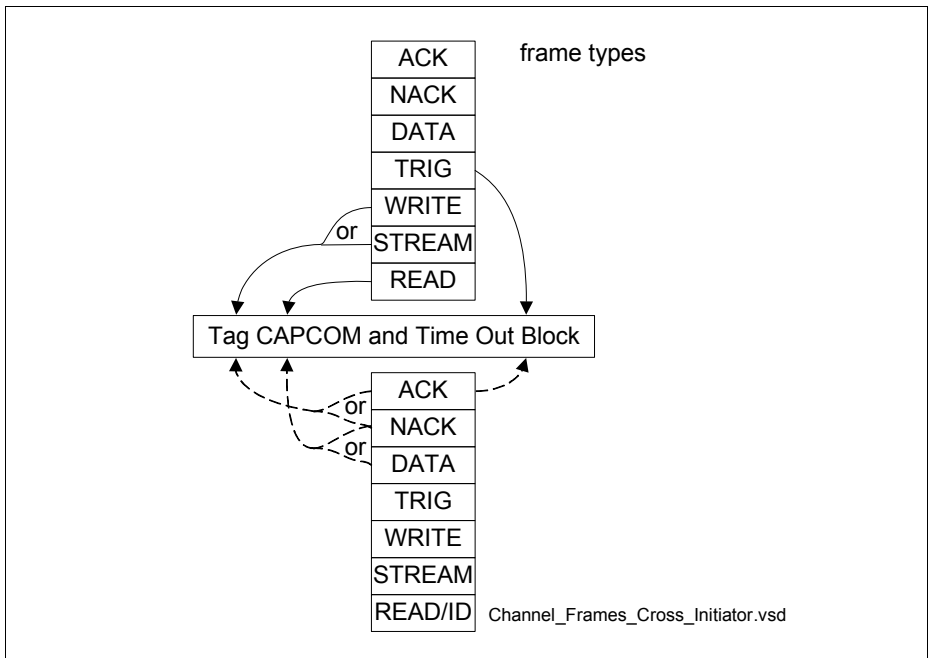 ACK
frame types
NACK
DATA
TRIG
WRITE
or
STREAM
READ
Tag CAPCOM and Time Out Block
ACK
or
NACK
or
DATA
TRIG
WRITE
STREAM
READ/ID
Channel_Frames_Cross_Initiator.vsd